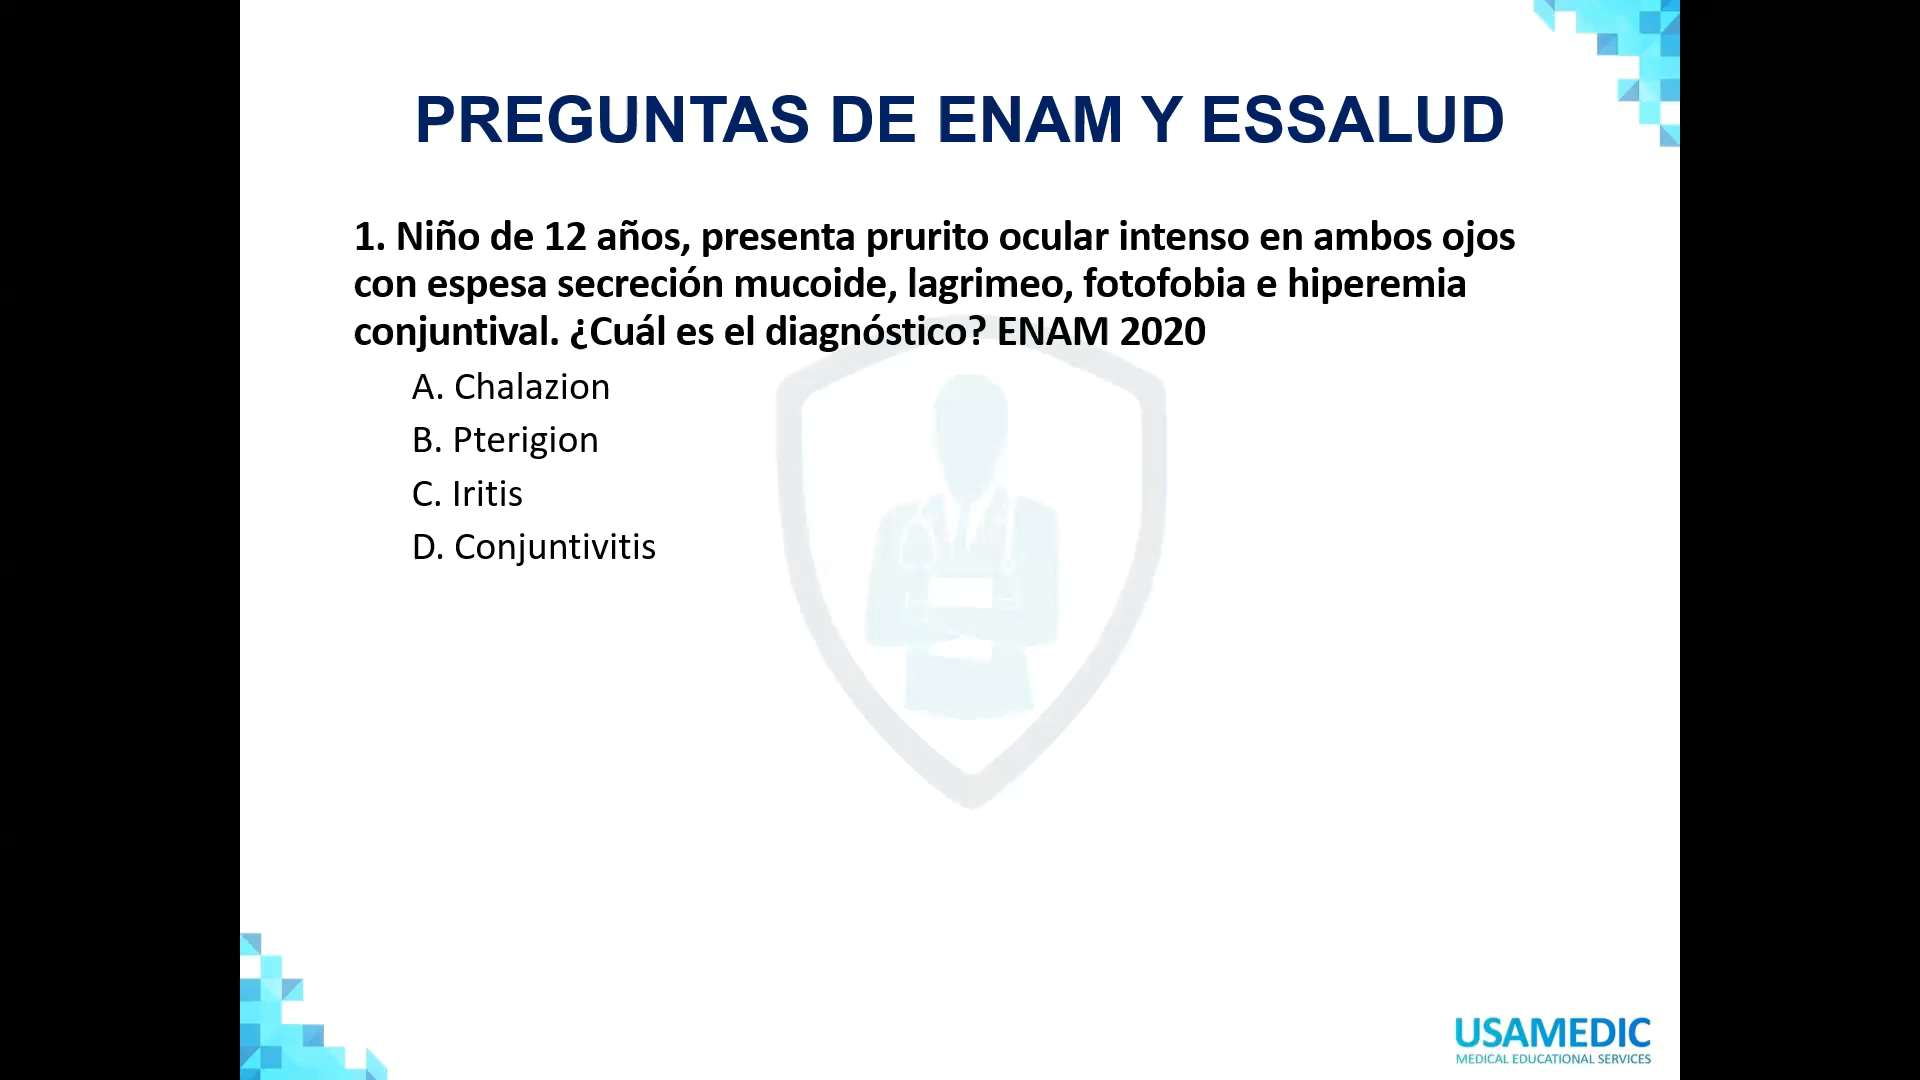 PREGUNTAS DE ENAM Y ESSALUD
1. Niño de 12 años, presenta prurito ocular intenso en ambos ojos
con espesa secreción mucoide, lagrimeo, fotofobia e hiperemia
conjuntival. ¿Cuál es el diagnóstico? ENAM 2020
A. Chalazion
B. Pterigion
C. Iritis
D. Conjuntivitis
USAMEDIC
MEDICAL EDUCATIONAL SERVICES